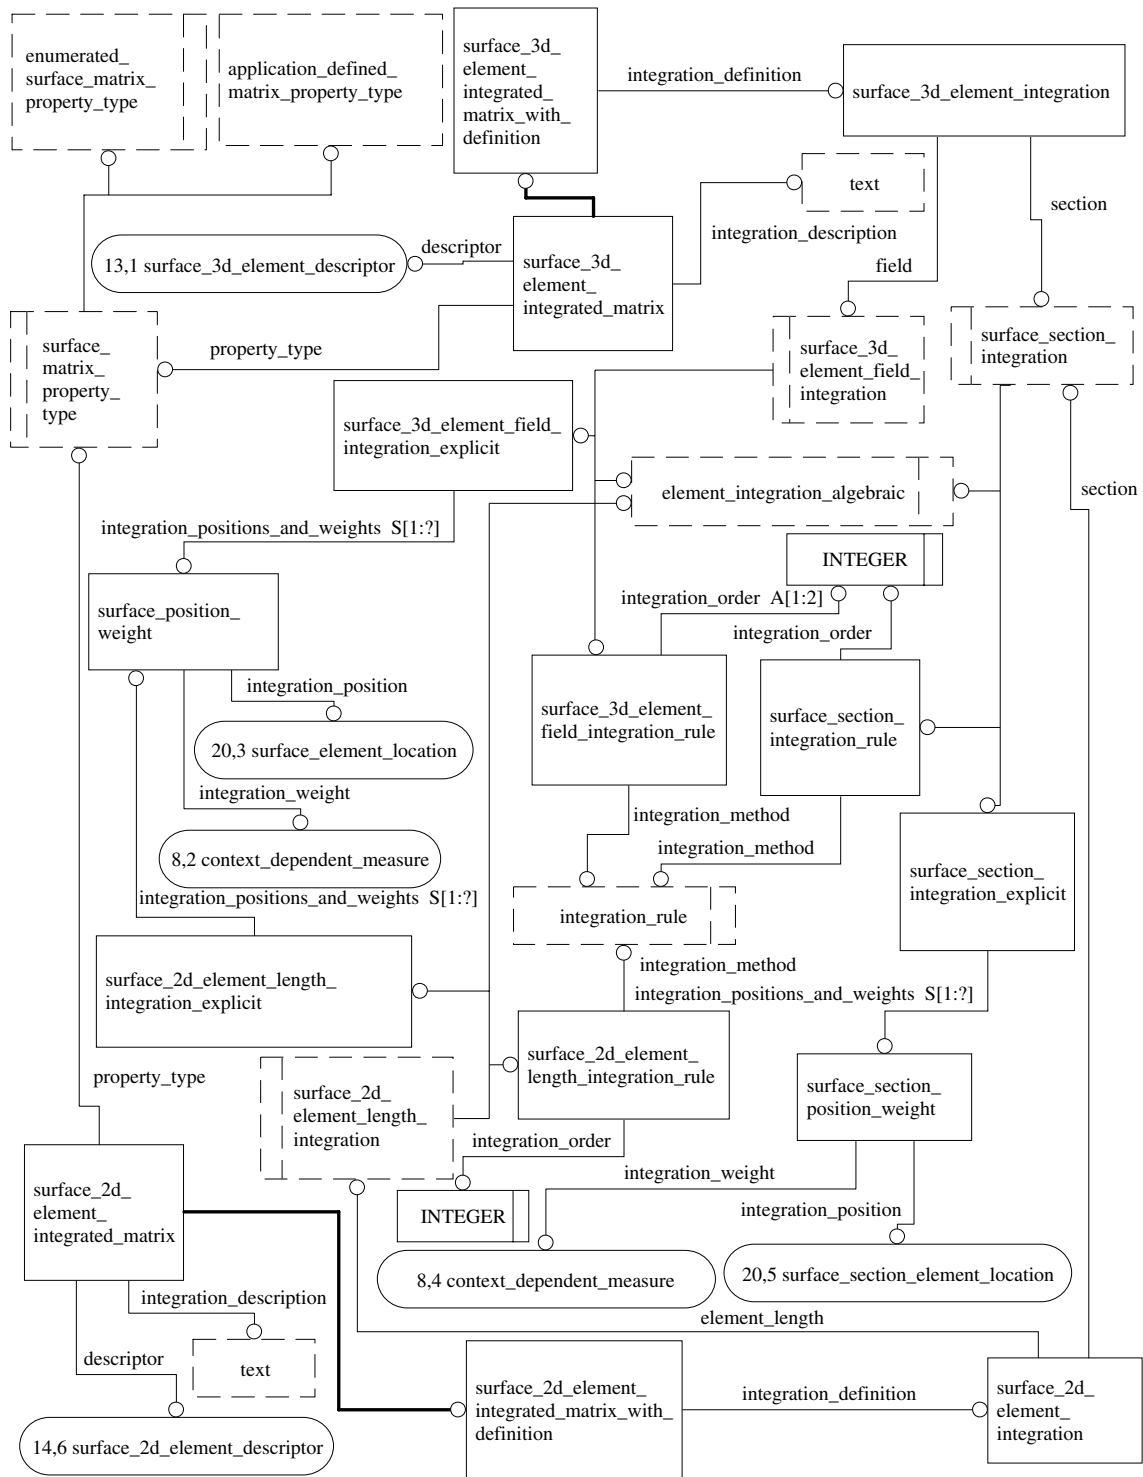 enumerated_
surface_matrix_
property_type
application_defined_
matrix_property_type
surface_3d_
element_
integrated_
matrix_with_
definition
integration_definition
surface_3d_element_integration
text
section
integration_description
descriptor
13,1 surface_3d_element_descriptor
surface_3d_
element_
integrated_matrix
field
surface_
matrix_
property_
type
property_type
surface_3d_
element_field_
integration
surface_section_
integration
surface_3d_element_field_
integration_explicit
element_integration_algebraic
section
integration_positions_and_weights S[1:?]
INTEGER
integration_order A[1:2]
integration_order
surface_position_
weight
integration_position
surface_3d_element_
field_integration_rule
surface_section_
integration_rule
20,3 surface_element_location
integration_weight
integration_method
integration_method
8,2 context_dependent_measure
surface_section_
integration_explicit
integration_positions_and_weights S[1:?]
integration_rule
integration_method
surface_2d_element_length_
integration_explicit
integration_positions_and_weights S[1:?]
surface_2d_element_
length_integration_rule
property_type
surface_2d_
element_length_
integration
surface_section_
position_weight
integration_order
integration_weight
surface_2d_
element_
integrated_matrix
INTEGER
integration_position
8,4 context_dependent_measure
20,5 surface_section_element_location
integration_description
element_length
descriptor
text
surface_2d_element_
integrated_matrix_with_
definition
integration_definition
surface_2d_
element_
integration
14,6 surface_2d_element_descriptor